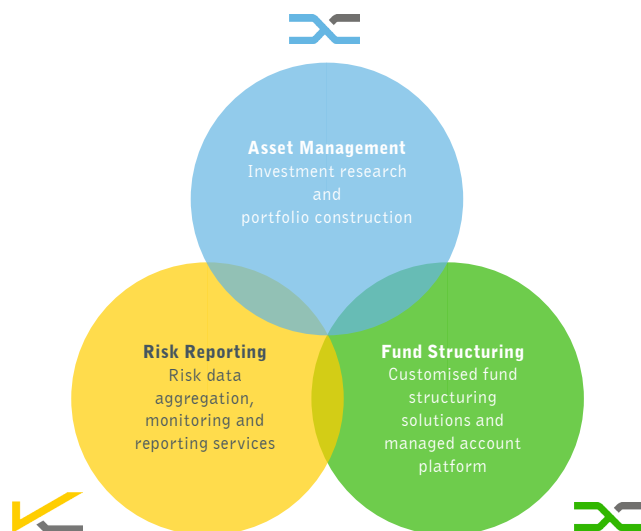 Asset Management
Investment research
and
portfolio construction
Risk Reporting
Risk data
aggregation,
monitoring and
reporting services
Fund Structuring
Customised fund
structuring
solutions and
managed account
platform